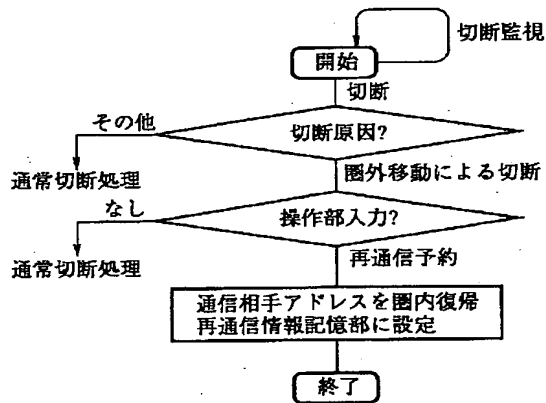 切断監視
開始
切断
その他
切断原因?
通常切断処理
圏外移動による切断
なし
操作部入力?
通常切断処理
再通信予約
通信相手アドレスを圏内復帰
再通信情報記憶部に設定
終了